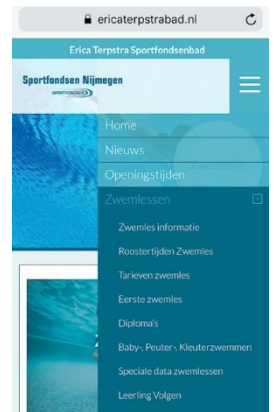 ericaterpstrabad.nl
Erica Terpstra Sportfondsenbad
Sportfondsen Nijmegen
SPORTFONDSEN
Home
Nieuws
Openingstijden
Zwemlessen
Zwemles informatie
Roostertijden Zwemles
Tarieven zwemles
Eerste zwemles
Diploma's
Baby-, Peuter-, Kleuterzwemmen
Speciale data zwemlessen
Leerling Volgen